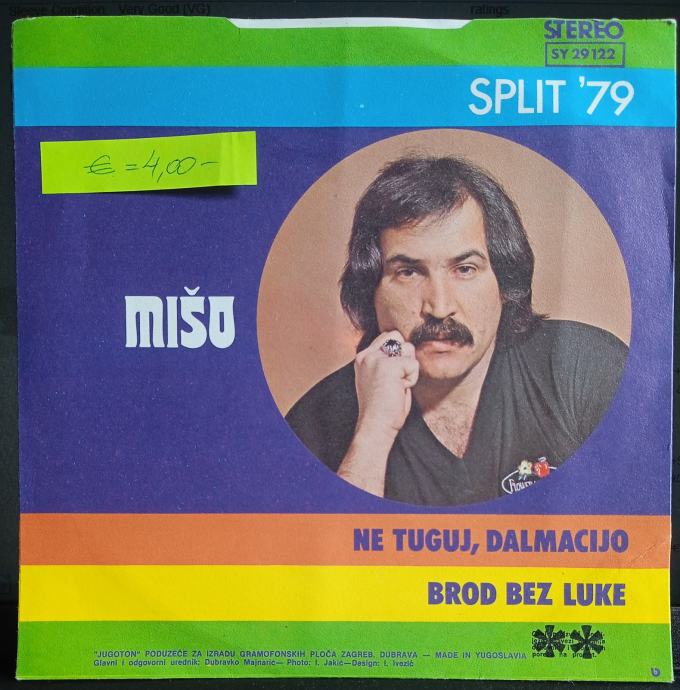 Sleeve Condition: Very Good (VG)
ratings
STEREO
SY 29122
SPLIT '79
€ = 4,00-
MIŠO
NE TUGUJ, DALMACIJO
BROD BEZ LUKE
"JUGOTON" PODUZEĆE ZA IZRADU GRAMOFONSKIH PLOČA ZAGREB, DUBRAVA — MADE IN YUGOSLAVIA
Glavni i odgovorni urednik: Dubravko Majnarić— Photo: I. Jakić—Design: I. Ivezić